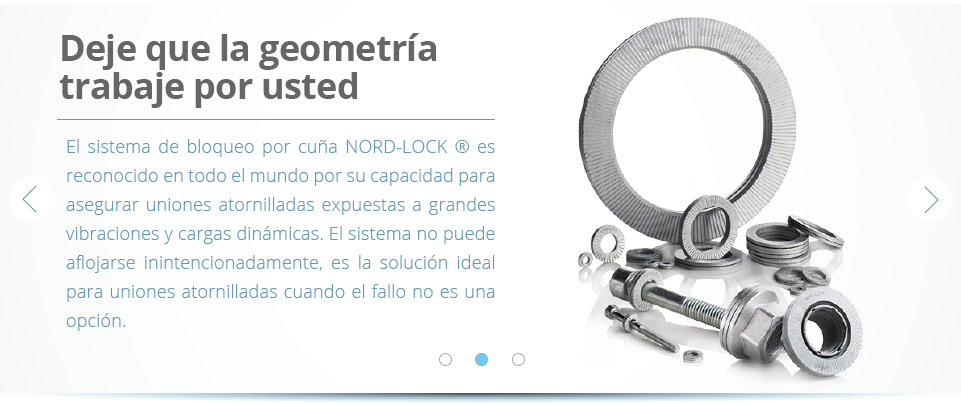 Deje que la geometría
trabaje por usted
El sistema de bloqueo por cuña NORD-LOCK ® es
reconocido en todo el mundo por su capacidad para
asegurar uniones atornilladas expuestas a grandes
vibraciones y cargas dinámicas. El sistema no puede
aflojarse inintencionadamente, es la solución ideal
para uniones atornilladas cuando el fallo no es una
opción.